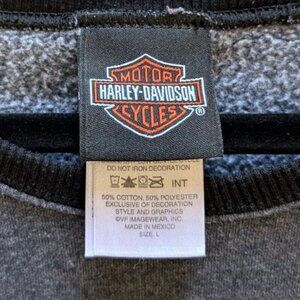 MOTOR
HARLEY-DAVIDSON
CYCLES
®
DO NOT IRON DECORATION
INT
50% COTTON, 50% POLYESTER
EXCLUSIVE OF DECORATION
STYLE AND GRAPHICS
©VF IMAGEWEAR, INC.
MADE IN MEXICO
SIZE: L